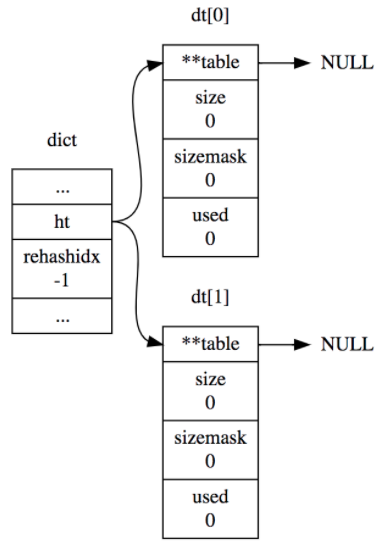 dict
...
ht
rehashidx
-1
...
dt[0]
**table
NULL
size
0
sizemask
0
used
0
dt[1]
**table
NULL
size
0
sizemask
0
used
0